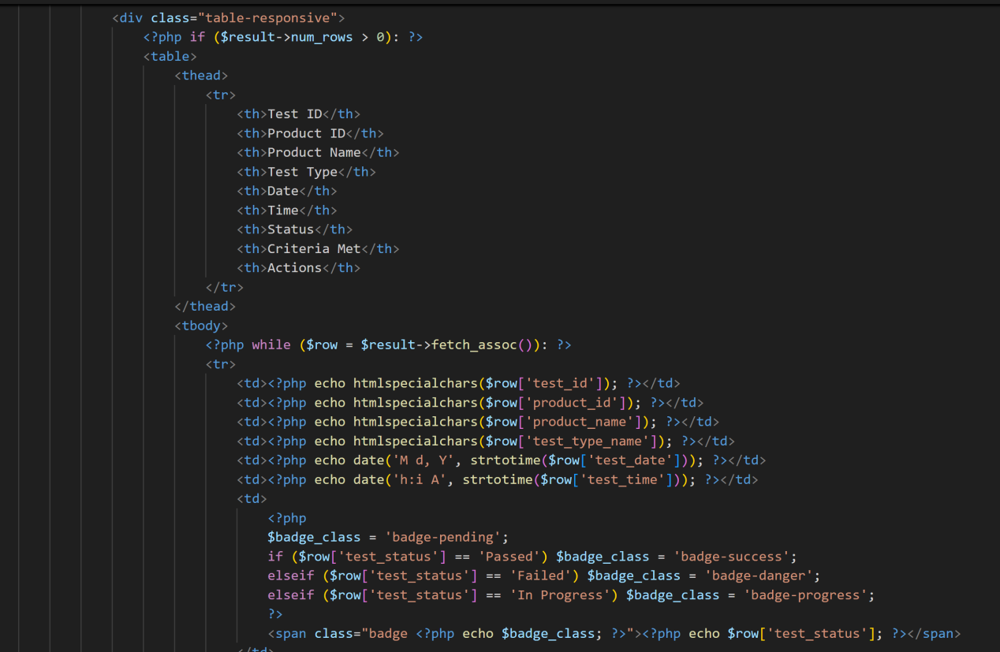 <div class="table-responsive">
<?php if ($result->num_rows > 0): ?>
<table>
<thead>
<tr>
<th>Test ID</th>
<th>Product ID</th>
<th>Product Name</th>
<th>Test Type</th>
<th>Date</th>
<th>Time</th>
<th>Status</th>
<th>Criteria Met</th>
<th>Actions</th>
</tr>
</thead>
<tbody>
<?php while ($row = $result->fetch_assoc()): ?>
<tr>
<td><?php echo htmlspecialchars($row['test_id']); ?></td>
<td><?php echo htmlspecialchars($row['product_id']); ?></td>
<td><?php echo htmlspecialchars($row['product_name']); ?></td>
<td><?php echo htmlspecialchars($row['test_type_name']); ?></td>
<td><?php echo date('M d, Y', strtotime($row['test_date'])); ?></td>
<td><?php echo date('h:i A', strtotime($row['test_time'])); ?></td>
<td>
<?php
$badge_class = 'badge-pending';
if ($row['test_status'] == 'Passed') $badge_class = 'badge-success';
elseif ($row['test_status'] == 'Failed') $badge_class = 'badge-danger';
elseif ($row['test_status'] == 'In Progress') $badge_class = 'badge-progress';
?>
<span class="badge <?php echo $badge_class; ?>"><?php echo $row['test_status']; ?></span>
</td>